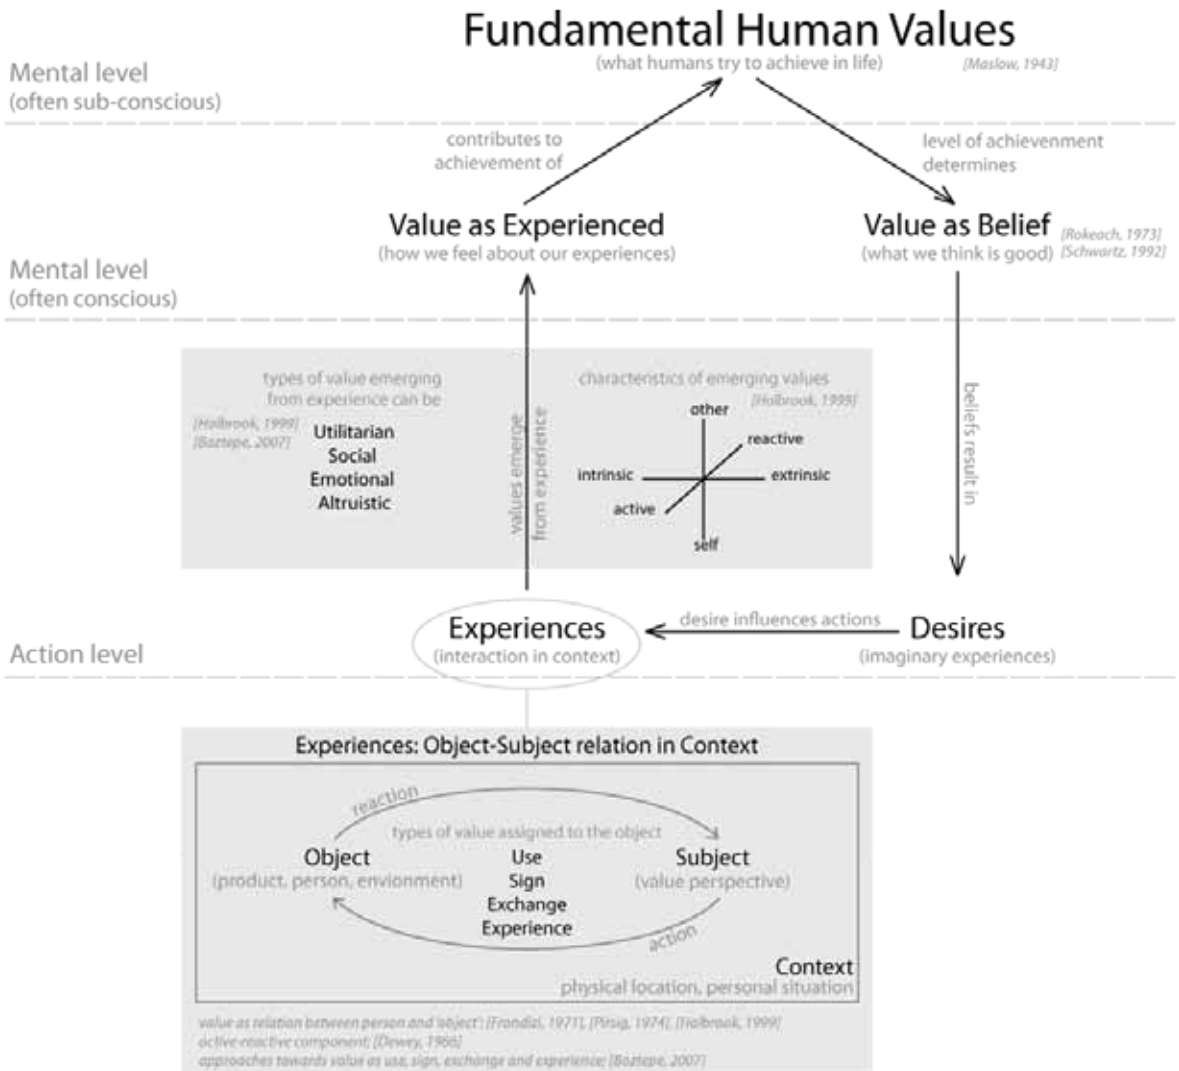 Fundamental Human Values
(what humans try to achieve in life)
[Maslow, 1943]
Mental level
(often sub-conscious)
contributes to
achievement of
level of achievenment
determines
Value as Experienced
(how we feel about our experiences)
Value as Belief
(what we think is good)
[Rokeach, 1973]
[Schwartz, 1992]
Mental level
(often conscious)
types of value emerging
from experience can be
[Holbrook, 1999]
[Boztepe, 2007]
Utilitarian
Social
Emotional
Altruistic
values emerge
from experience
characteristics of emerging values
[Holbrook, 1999]
other
reactive
intrinsic
extrinsic
active
self
beliefs result in
Experiences
(interaction in context)
desire influences actions
Desires
(imaginary experiences)
Action level
Experiences: Object-Subject relation in Context
reaction
types of value assigned to the object
Object
(product, person, envionment)
Use
Sign
Exchange
Experience
Subject
(value perspective)
action
Context
physical location, personal situation
value as relation between person and 'object'; [Frondizi, 1971], [Pirsig, 1974], [Holbrook, 1999]
active-reactive component; [Dewey, 1966]
approaches towards value as use, sign, exchange and experience; [Boztepe, 2007]